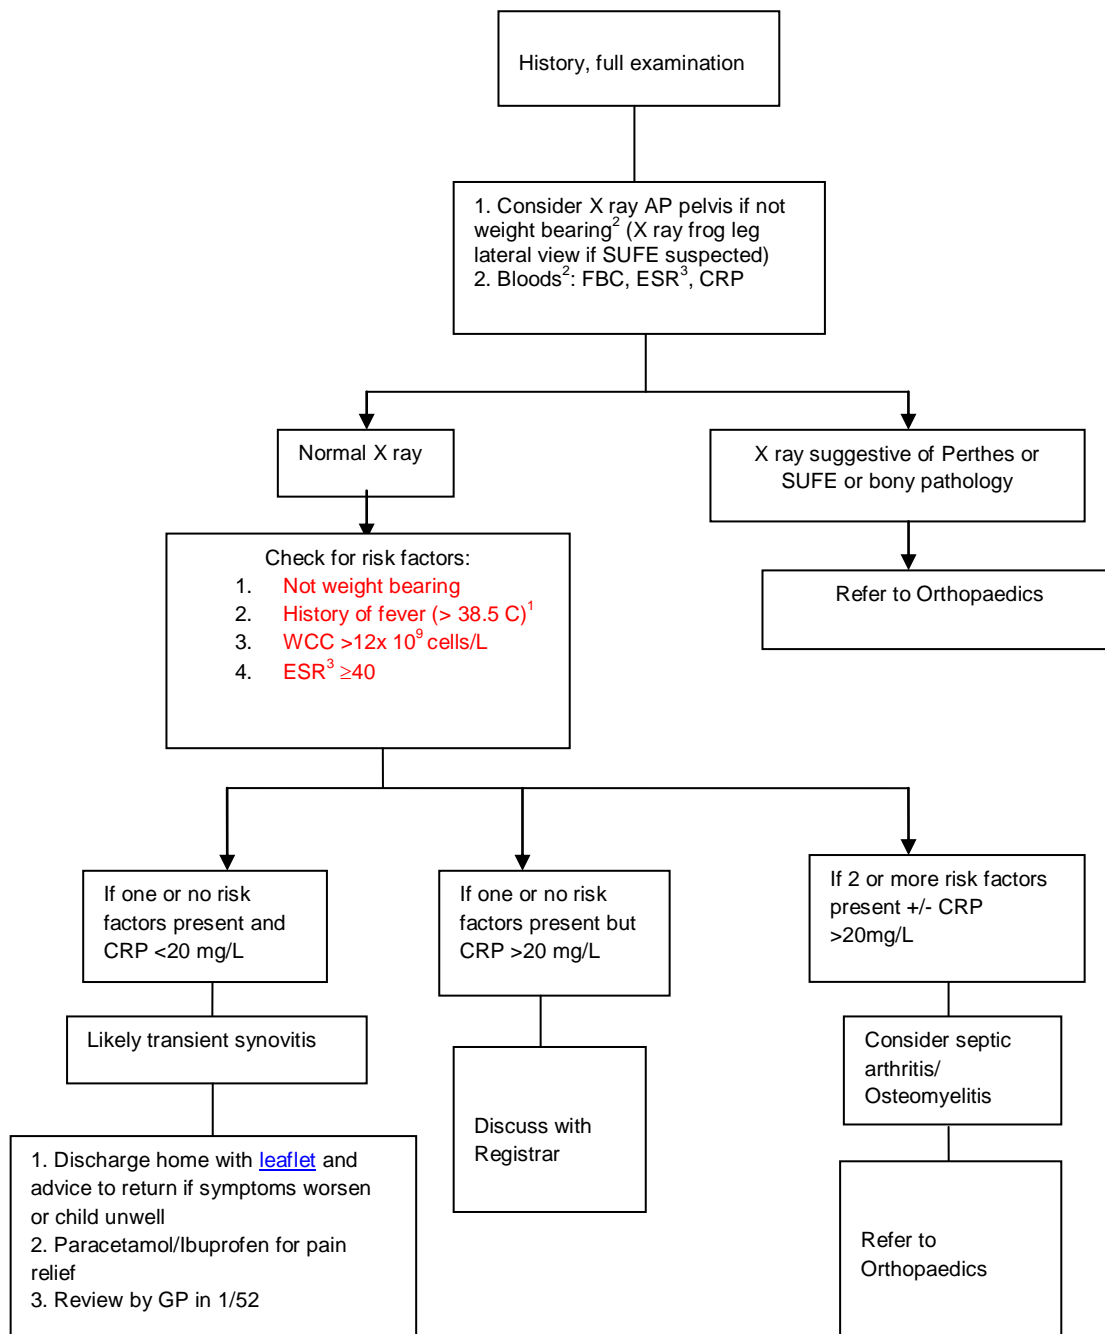 History, full examination
1. Consider X ray AP pelvis if not
weight bearing² (X ray frog leg
lateral view if SUFE suspected)
2. Bloods²: FBC, ESR³, CRP
Normal X ray
X ray suggestive of Perthes or
SUFE or bony pathology
Check for risk factors:
1. Not weight bearing
2. History of fever (> 38.5 C)¹
3. WCC >12x 10⁹ cells/L
4. ESR³ ≥40
Refer to Orthopaedics
If one or no risk
factors present and
CRP <20 mg/L
If one or no risk
factors present but
CRP >20 mg/L
If 2 or more risk factors
present +/- CRP
>20mg/L
Likely transient synovitis
Consider septic
arthritis/
Osteomyelitis
Discuss with
Registrar
1. Discharge home with leaflet and
advice to return if symptoms worsen
or child unwell
2. Paracetamol/Ibuprofen for pain
relief
3. Review by GP in 1/52
Refer to
Orthopaedics